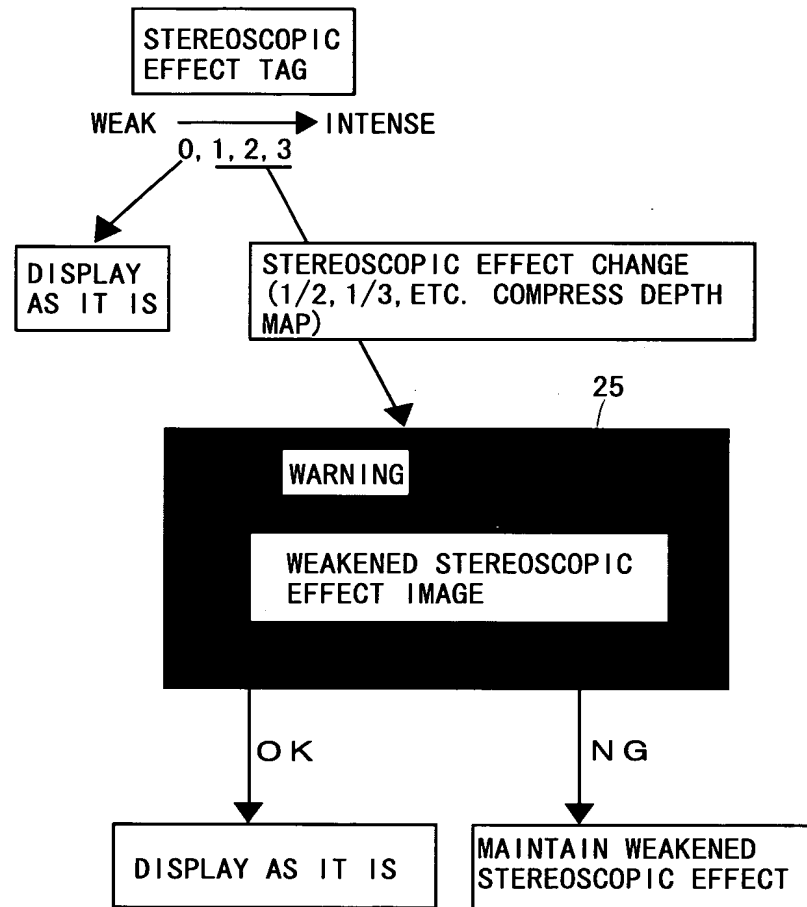 STEREOSCOPIC
EFFECT TAG
WEAK
INTENSE
0, 1, 2, 3
DISPLAY
AS IT IS
STEREOSCOPIC EFFECT CHANGE
(1/2, 1/3, ETC. COMPRESS DEPTH
MAP)
25
WARNING
WEAKENED STEREOSCOPIC
EFFECT IMAGE
OK
NG
DISPLAY AS IT IS
MAINTAIN WEAKENED
STEREOSCOPIC EFFECT